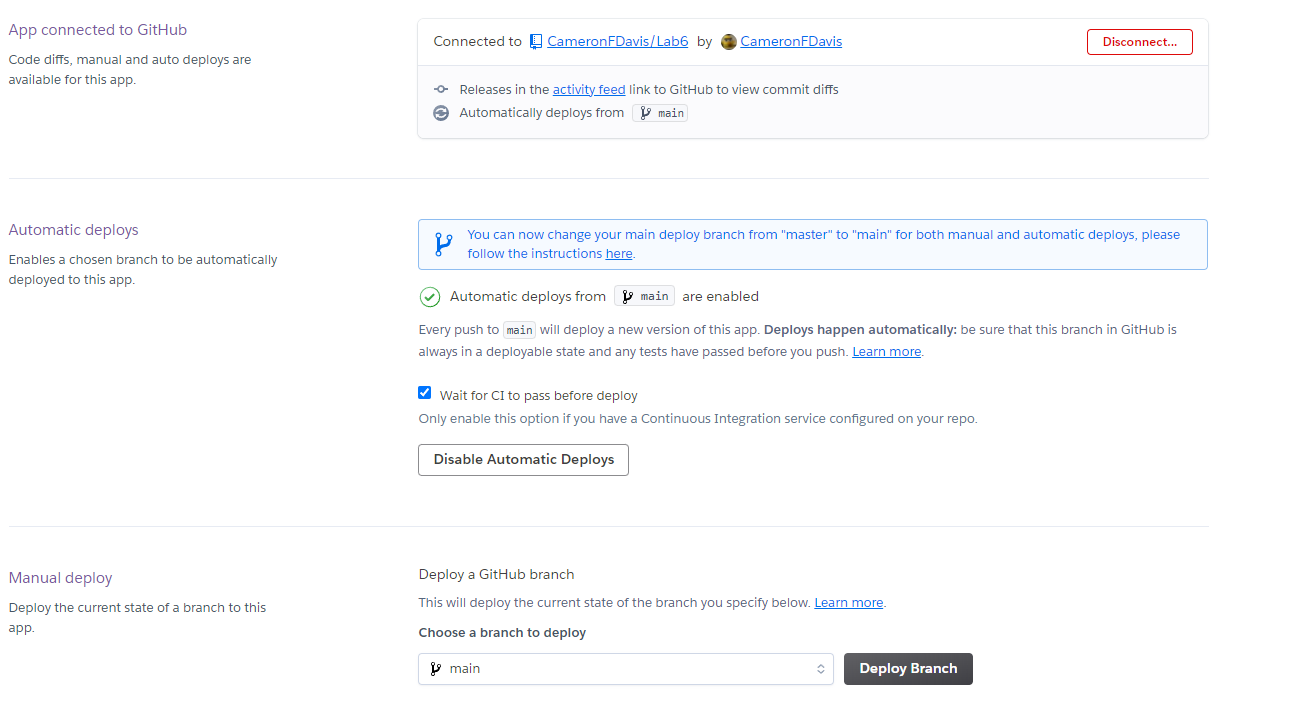 App connected to GitHub
Code diffs, manual and auto deploys are
available for this app.
Connected to CameronFDavis/Lab6 by CameronFDavis
Disconnect...
Releases in the activity feed link to GitHub to view commit diffs
Automatically deploys from main
Automatic deploys
Enables a chosen branch to be automatically
deployed to this app.
You can now change your main deploy branch from "master" to "main" for both manual and automatic deploys, please
follow the instructions here.
Automatic deploys from main are enabled
Every push to main will deploy a new version of this app. Deploys happen automatically: be sure that this branch in GitHub is
always in a deployable state and any tests have passed before you push. Learn more.
Wait for CI to pass before deploy
Only enable this option if you have a Continuous Integration service configured on your repo.
Disable Automatic Deploys
Manual deploy
Deploy the current state of a branch to this
app.
Deploy a GitHub branch
This will deploy the current state of the branch you specify below. Learn more.
Choose a branch to deploy
main
Deploy Branch